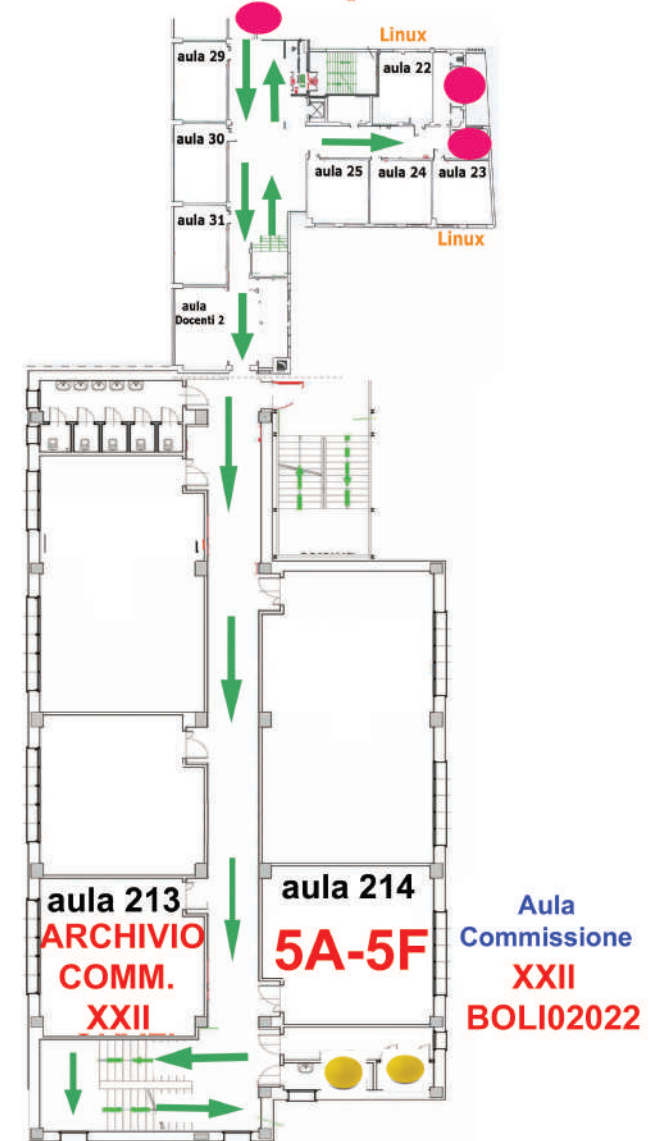 Linux
aula 29
aula 22
aula 30
aula 25
aula 24
aula 23
aula 31
Linux
aula
Docenti 2
aula 213
ARCHIVIO
COMM.
XXII
aula 214
5A-5F
Aula
Commissione
XXII
BOLI02022